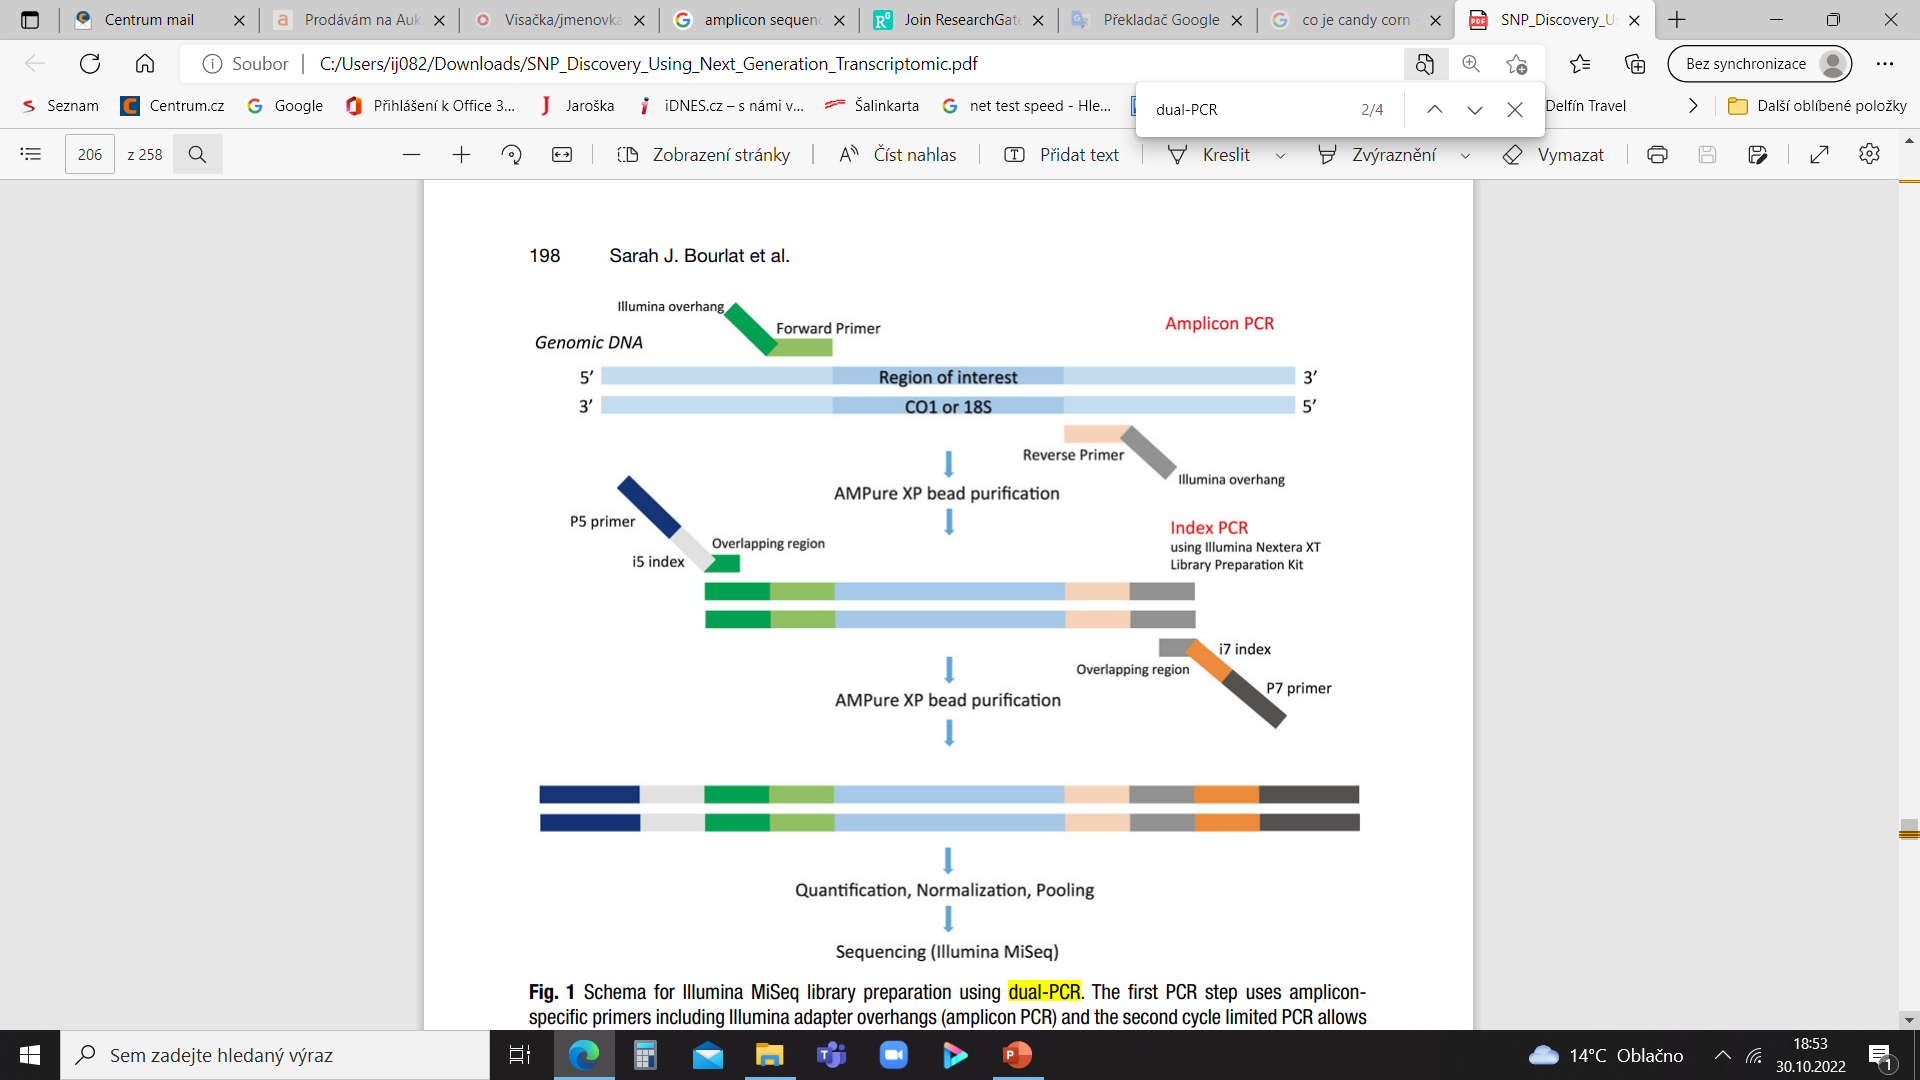 Centrum mail
Prodávám na Auk
Visačka/jmenovka
amplicon sequenc
Join ResearchGate
Překladač Google
co je candy corn -
SNP_Discovery_U
Soubor
C:/Users/ij082/Downloads/SNP_Discovery_Using_Next_Generation_Transcriptomic.pdf
Bez synchronizace
Seznam
Centrum.cz
Google
Přihlášení k Office 3...
Jaroška
iDNES.cz – s námi v...
Šalinkarta
net test speed - Hle...
Delfín Travel
Další oblíbené položky
dual-PCR
2/4
206
z 258
Zobrazení stránky
Číst nahlas
Přidat text
Kreslit
Zvýraznění
Vymazat
198 Sarah J. Bourlat et al.
Illumina overhang
Forward Primer
Amplicon PCR
Genomic DNA
5’ Region of interest 3’
3’ CO1 or 18S 5’
Reverse Primer
Illumina overhang
AMPure XP bead purification
P5 primer
Index PCR
using Illumina Nextera XT
Library Preparation Kit
Overlapping region
i5 index
i7 index
Overlapping region
P7 primer
AMPure XP bead purification
Quantification, Normalization, Pooling
Sequencing (Illumina MiSeq)
Fig. 1 Schema for Illumina MiSeq library preparation using dual-PCR. The first PCR step uses amplicon-
specific primers including Illumina adapter overhangs (amplicon PCR) and the second cycle limited PCR allows
Sem zadejte hledaný výraz
14°C Oblačno
18:53
30.10.2022
1